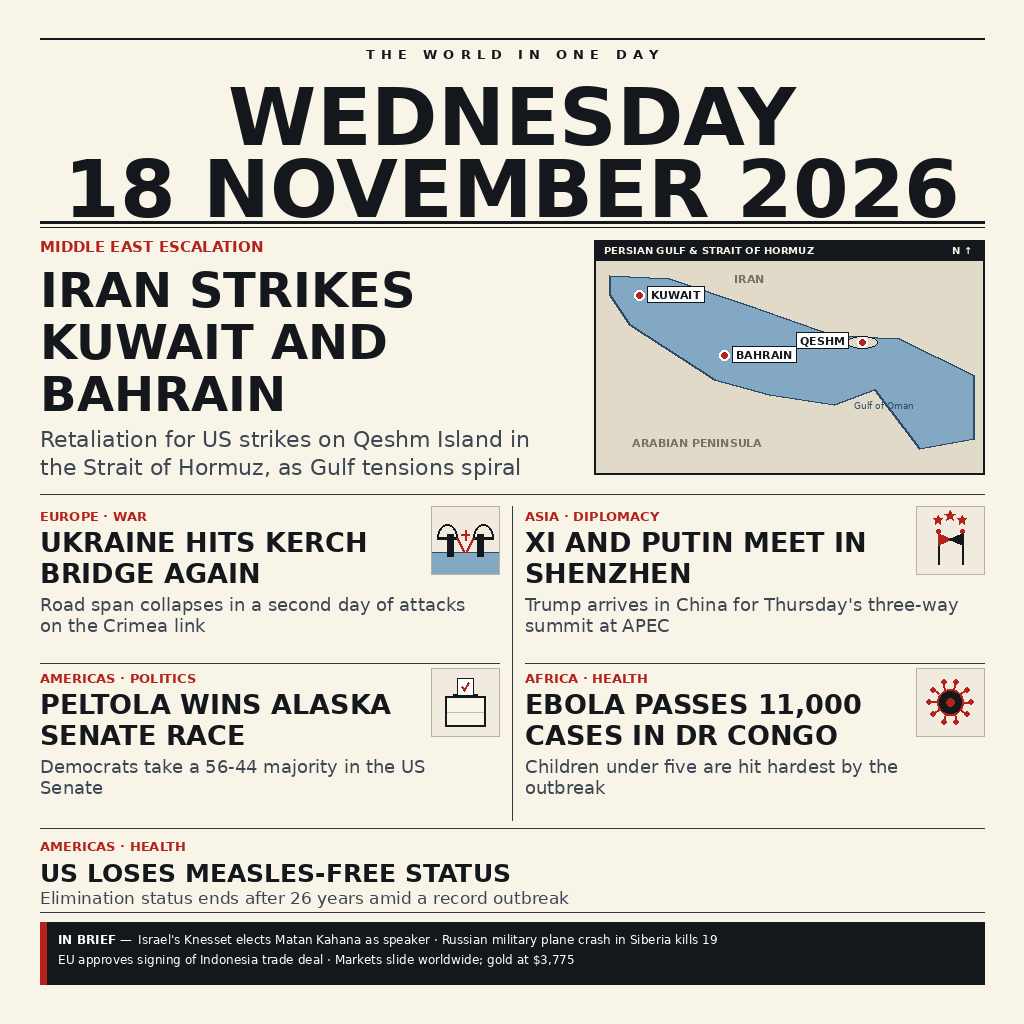 THE WORLD IN ONE DAY
WEDNESDAY
18 NOVEMBER 2026
MIDDLE EAST ESCALATION
IRAN STRIKES
KUWAIT AND
BAHRAIN
Retaliation for US strikes on Qeshm Island in
the Strait of Hormuz, as Gulf tensions spiral
PERSIAN GULF & STRAIT OF HORMUZ
N ↑
IRAN
KUWAIT
QESHM
BAHRAIN
Gulf of Oman
ARABIAN PENINSULA
EUROPE · WAR
UKRAINE HITS KERCH
BRIDGE AGAIN
Road span collapses in a second day of attacks
on the Crimea link
ASIA · DIPLOMACY
XI AND PUTIN MEET IN
SHENZHEN
Trump arrives in China for Thursday's three-way
summit at APEC
AMERICAS · POLITICS
PELTOLA WINS ALASKA
SENATE RACE
Democrats take a 56-44 majority in the US
Senate
AFRICA · HEALTH
EBOLA PASSES 11,000
CASES IN DR CONGO
Children under five are hit hardest by the
outbreak
AMERICAS · HEALTH
US LOSES MEASLES-FREE STATUS
Elimination status ends after 26 years amid a record outbreak
IN BRIEF — Israel's Knesset elects Matan Kahana as speaker · Russian military plane crash in Siberia kills 19
EU approves signing of Indonesia trade deal · Markets slide worldwide; gold at $3,775